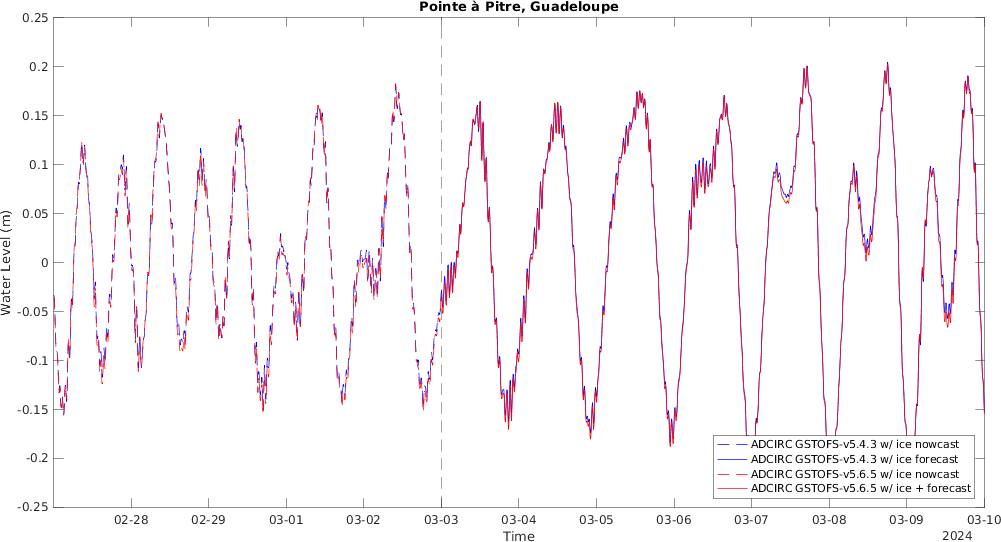 Pointe à Pitre, Guadeloupe
0.25
0.2
0.15
0.1
0.05
0
-0.05
-0.1
-0.15
-0.2
-0.25
Water Level (m)
ADCIRC GSTOFS-v5.4.3 w/ ice nowcast
ADCIRC GSTOFS-v5.4.3 w/ ice forecast
ADCIRC GSTOFS-v5.6.5 w/ ice nowcast
ADCIRC GSTOFS-v5.6.5 w/ ice + forecast
02-28 02-29 03-01 03-02 03-03 03-04 03-05 03-06 03-07 03-08 03-09 03-10
Time
2024